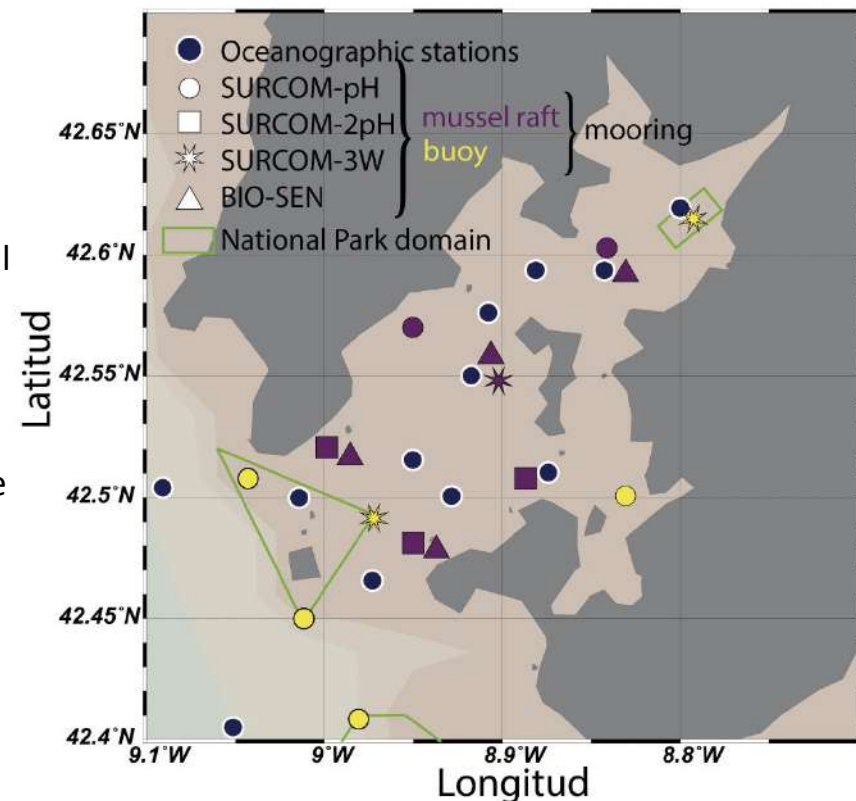 Oceanographic stations
SURCOM-pH
SURCOM-2pH
SURCOM-3W
BIO-SEN
National Park domain
mussel raft
buoy
mooring
l
e
Latitud
42.65°N
42.6°N
42.55°N
42.5°N
42.45°N
42.4°N
9.1°W
9°W
8.9°W
8.8°W
Longitud